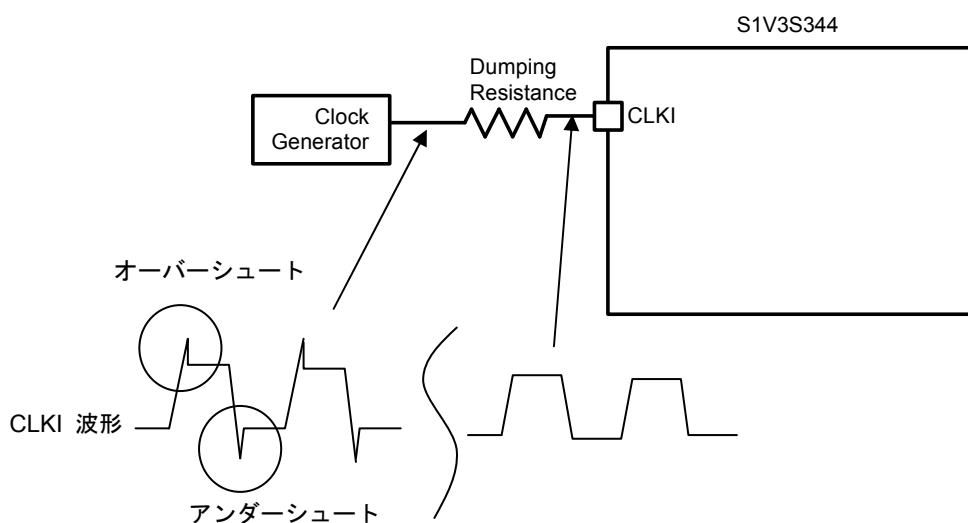 S1V3S344
Dumping
Resistance
Clock
Generator
CLKI
オーバーシュート
CLKI 波形
アンダーシュート